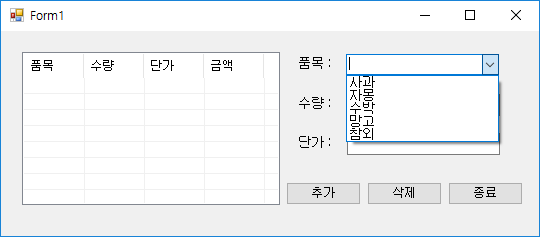 Form1
품목 수량 단가 금액
품목 :
사과
자몽
수박
망고
참외
수량 :
단가 :
추가 삭제 종료